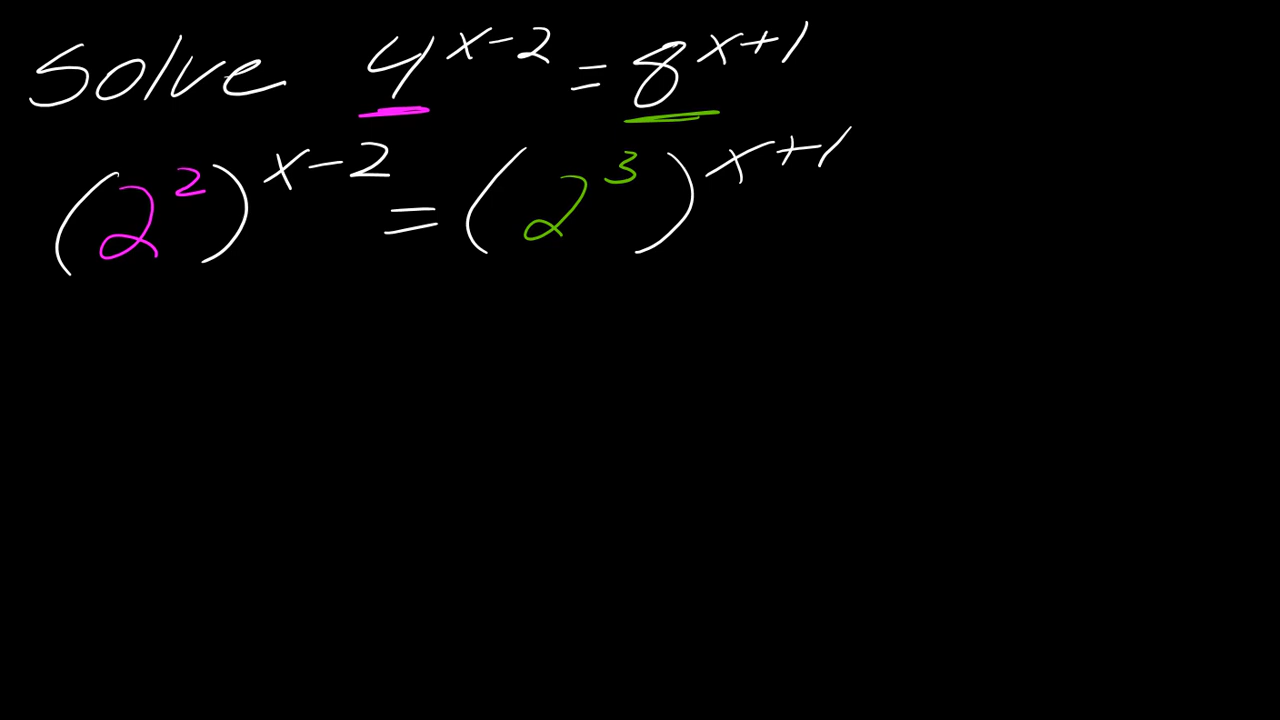 Solve 4^{x-2} = 8^{x+1}
(2^2)^{x-2} = (2^3)^{x+1}